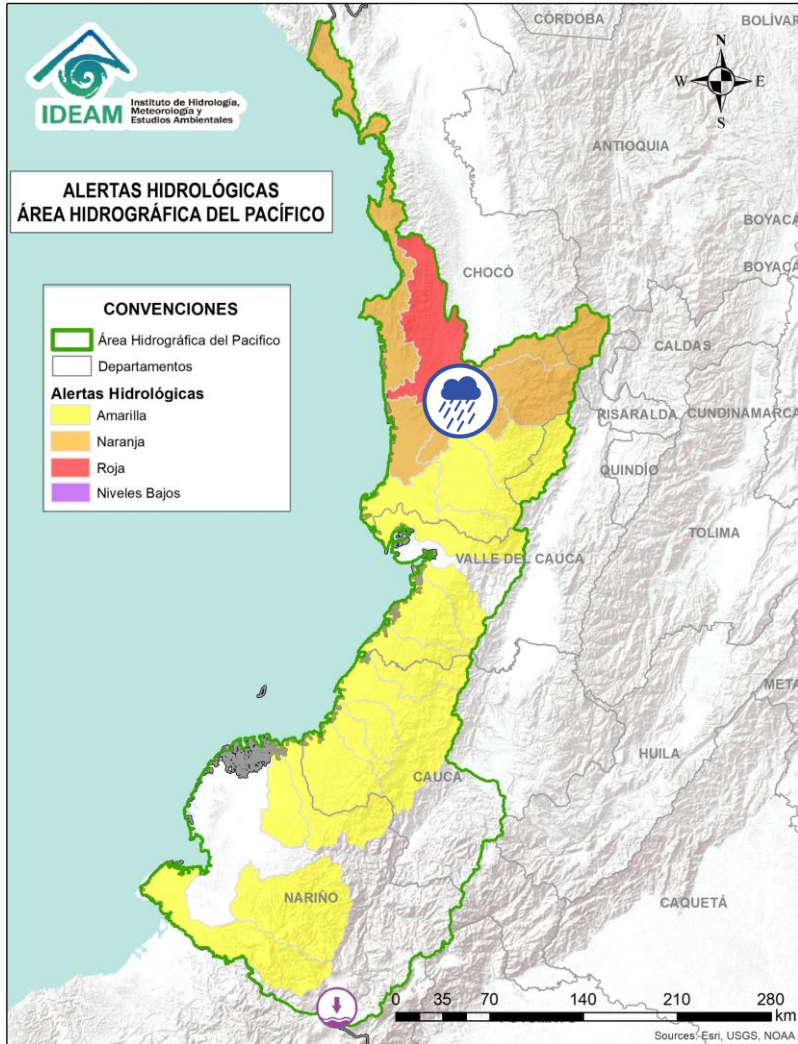 IDEAM
Instituto de Hidrología,
Meteorología y
Estudios Ambientales
ALERTAS HIDROLÓGICAS
ÁREA HIDROGRÁFICA DEL PACÍFICO
CONVENCIONES
Área Hidrográfica del Pacífico
Departamentos
Alertas Hidrológicas
Amarilla
Naranja
Roja
Niveles Bajos
N
W E
S
CÓRDOBA
BOLÍVAR
ANTIOQUIA
BOYACÁ
BOYACÁ
CHOCÓ
CALDAS
RISARALDA
CUNDINAMARCA
QUINDÍO
TOLIMA
VALLE DEL CAUCA
META
HUILA
CAUCA
NARIÑO
CAQUETÁ
0 35 70 140 210 280
km
Sources: Esri, USGS, NOAA